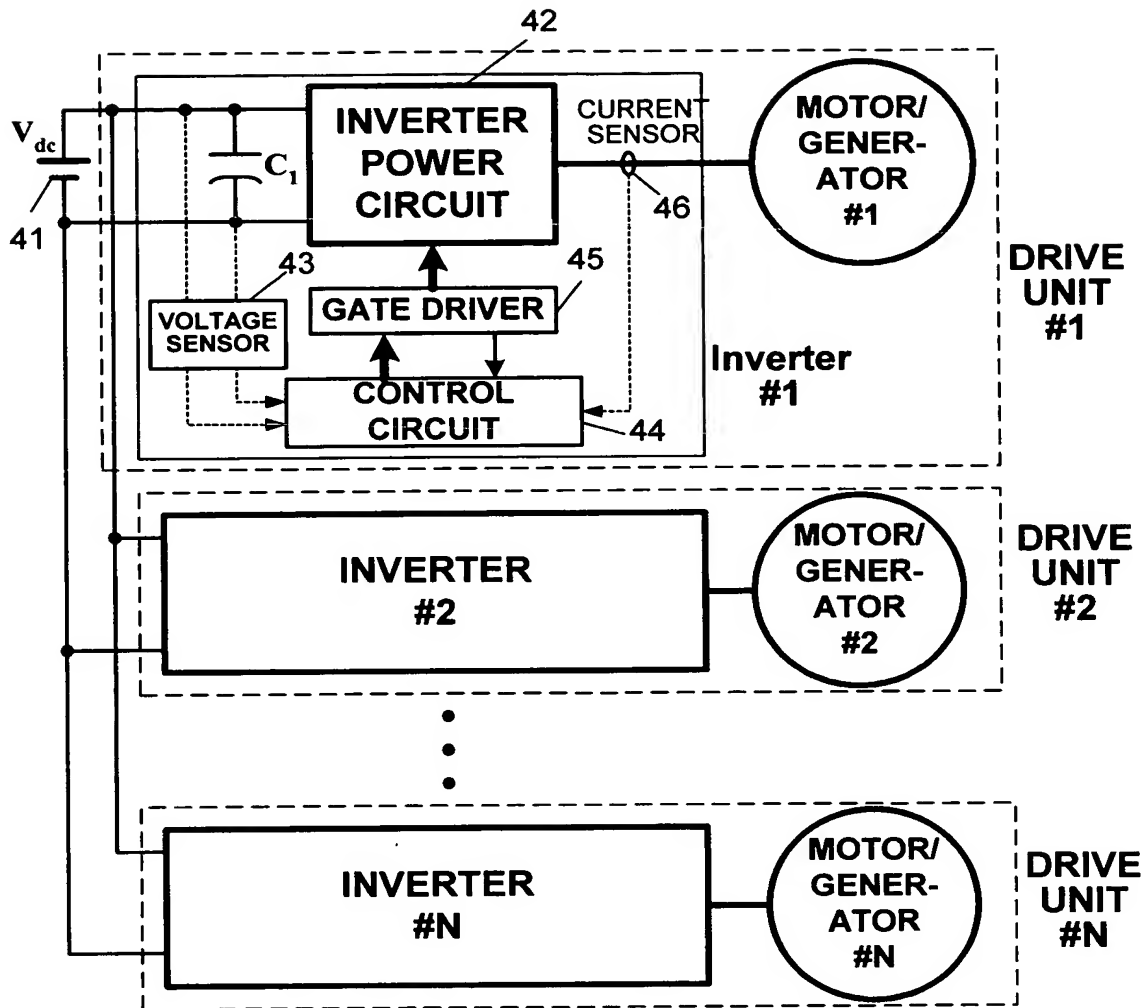 42
V_dc
41
C_1
INVERTER
POWER
CIRCUIT
CURRENT
SENSOR
46
MOTOR/
GENER-
ATOR
#1
43
VOLTAGE
SENSOR
45
GATE DRIVER
CONTROL
CIRCUIT
44
Inverter
#1
DRIVE
UNIT
#1
INVERTER
#2
MOTOR/
GENER-
ATOR
#2
DRIVE
UNIT
#2
INVERTER
#N
MOTOR/
GENER-
ATOR
#N
DRIVE
UNIT
#N